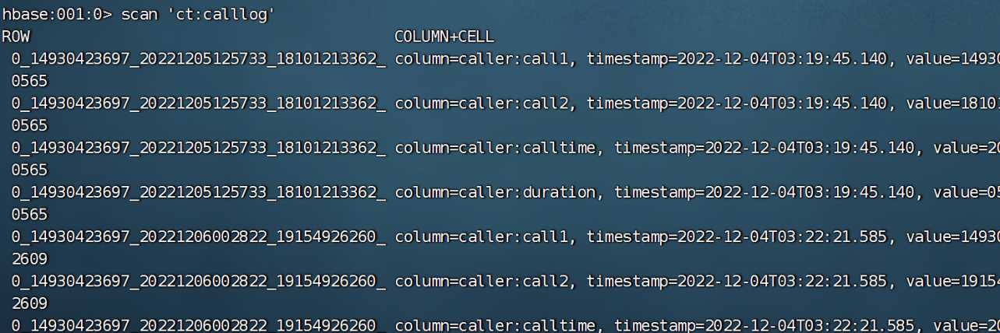 hbase:001:0> scan 'ct:calllog'
ROW COLUMN+CELL
0_14930423697_20221205125733_18101213362_ column=caller:call1, timestamp=2022-12-04T03:19:45.140, value=14930
0565
0_14930423697_20221205125733_18101213362_ column=caller:call2, timestamp=2022-12-04T03:19:45.140, value=18101
0565
0_14930423697_20221205125733_18101213362_ column=caller:calltime, timestamp=2022-12-04T03:19:45.140, value=20
0565
0_14930423697_20221205125733_18101213362_ column=caller:duration, timestamp=2022-12-04T03:19:45.140, value=05
0565
0_14930423697_20221206002822_19154926260_ column=caller:call1, timestamp=2022-12-04T03:22:21.585, value=14930
2609
0_14930423697_20221206002822_19154926260_ column=caller:call2, timestamp=2022-12-04T03:22:21.585, value=19154
2609
0_14930423697_20221206002822_19154926260_ column=caller:calltime, timestamp=2022-12-04T03:22:21.585, value=20